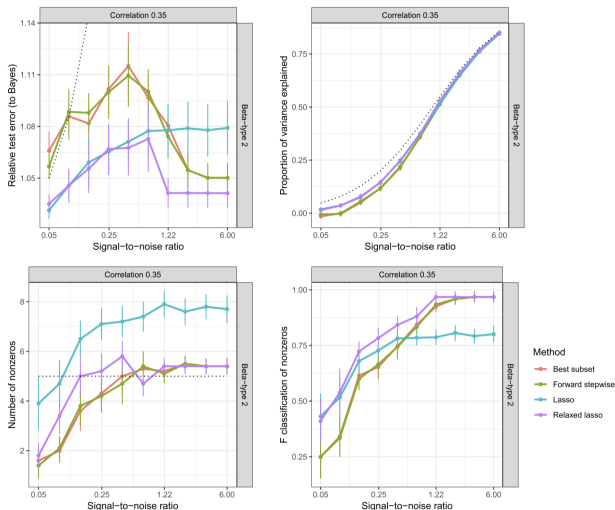 Correlation 0.35
Relative test error (to Bayes)
1.14
1.11
1.08
1.05
0.05
0.25
1.22
6.00
Signal-to-noise ratio
Beta-type 2
Correlation 0.35
Proportion of variance explained
0.75
0.50
0.25
0.00
0.05
0.25
1.22
6.00
Signal-to-noise ratio
Beta-type 2
Correlation 0.35
Number of nonzeros
8
6
4
2
0.05
0.25
1.22
6.00
Signal-to-noise ratio
Beta-type 2
Correlation 0.35
F classification of nonzeros
1.00
0.75
0.50
0.25
0.05
0.25
1.22
6.00
Signal-to-noise ratio
Beta-type 2
Method
Best subset
Forward stepwise
Lasso
Relaxed lasso